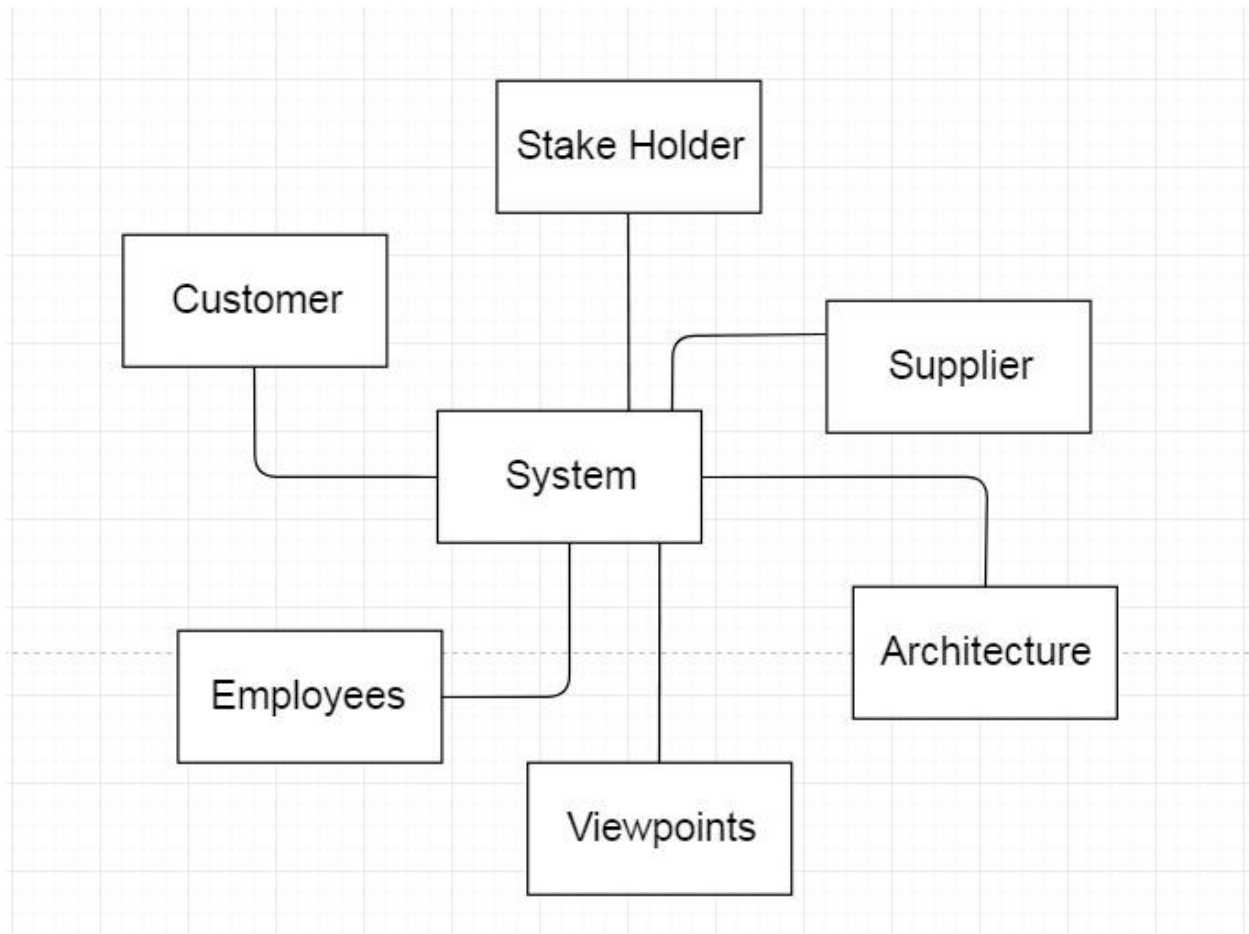 Stake Holder
Customer
Supplier
System
Architecture
Employees
Viewpoints